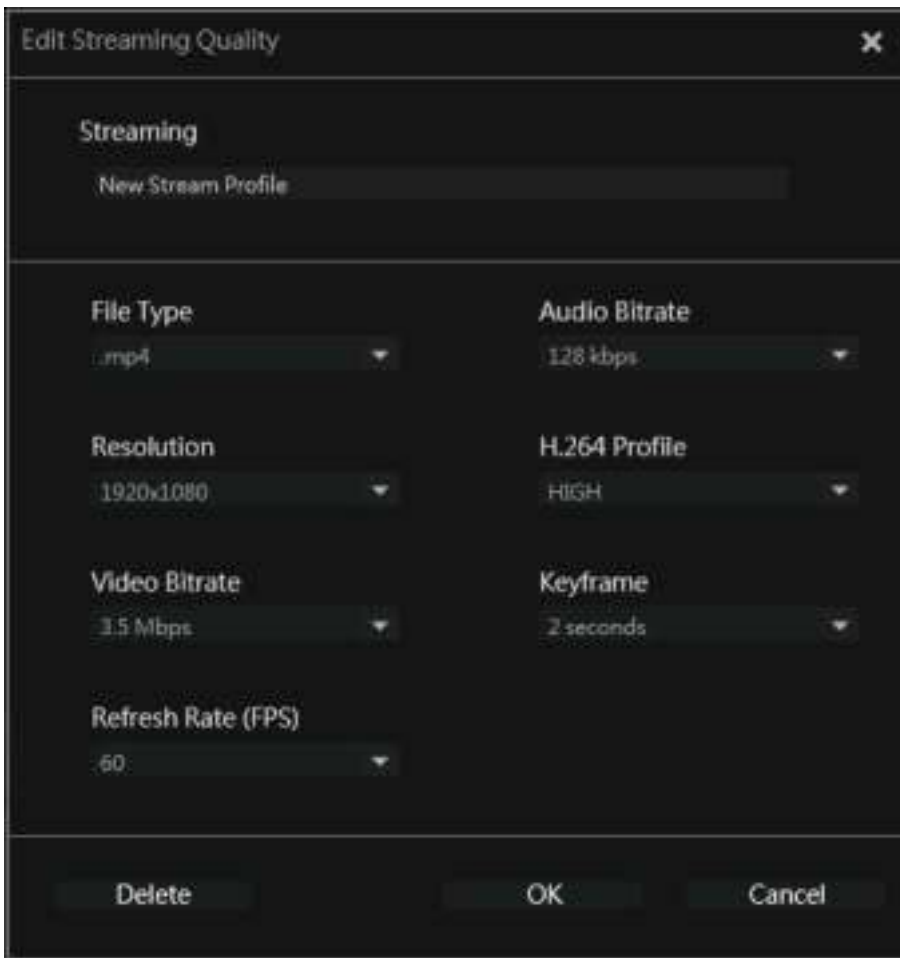 Edit Streaming Quality
Streaming
New Stream Profile
File Type
.mp4
Audio Bitrate
128 kbps
Resolution
1920x1080
H.264 Profile
HIGH
Video Bitrate
3.5 Mbps
Keyframe
2 seconds
Refresh Rate (FPS)
60
Delete
OK
Cancel